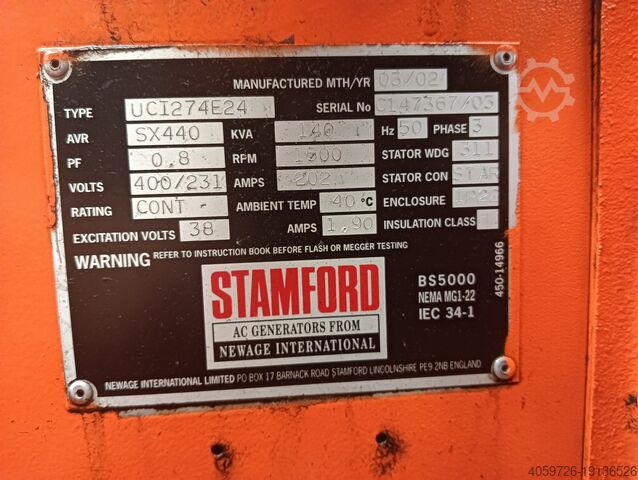 MANUFACTURED MTH/YR 03/02
TYPE UCI274E24 SERIAL No C147367/03
AVR SX440 KVA 140 Hz 50 PHASE 3
PF 0.8 RPM 1500 STATOR WDG 311
VOLTS 400/231 AMPS 202 STATOR CON STAR
RATING CONT AMBIENT TEMP 40 °C ENCLOSURE
EXCITATION VOLTS 38 AMPS 1.90 INSULATION CLASS
WARNING REFER TO INSTRUCTION BOOK BEFORE FLASH OR MEGGER TESTING
STAMFORD
AC GENERATORS FROM
NEWAGE INTERNATIONAL
BS5000
NEMA MG1-22
IEC 34-1
450-14966
NEWAGE INTERNATIONAL LIMITED PO BOX 17 BARNACK ROAD STAMFORD LINCOLNSHIRE PE9 2NB ENGLAND
4059726-19136526